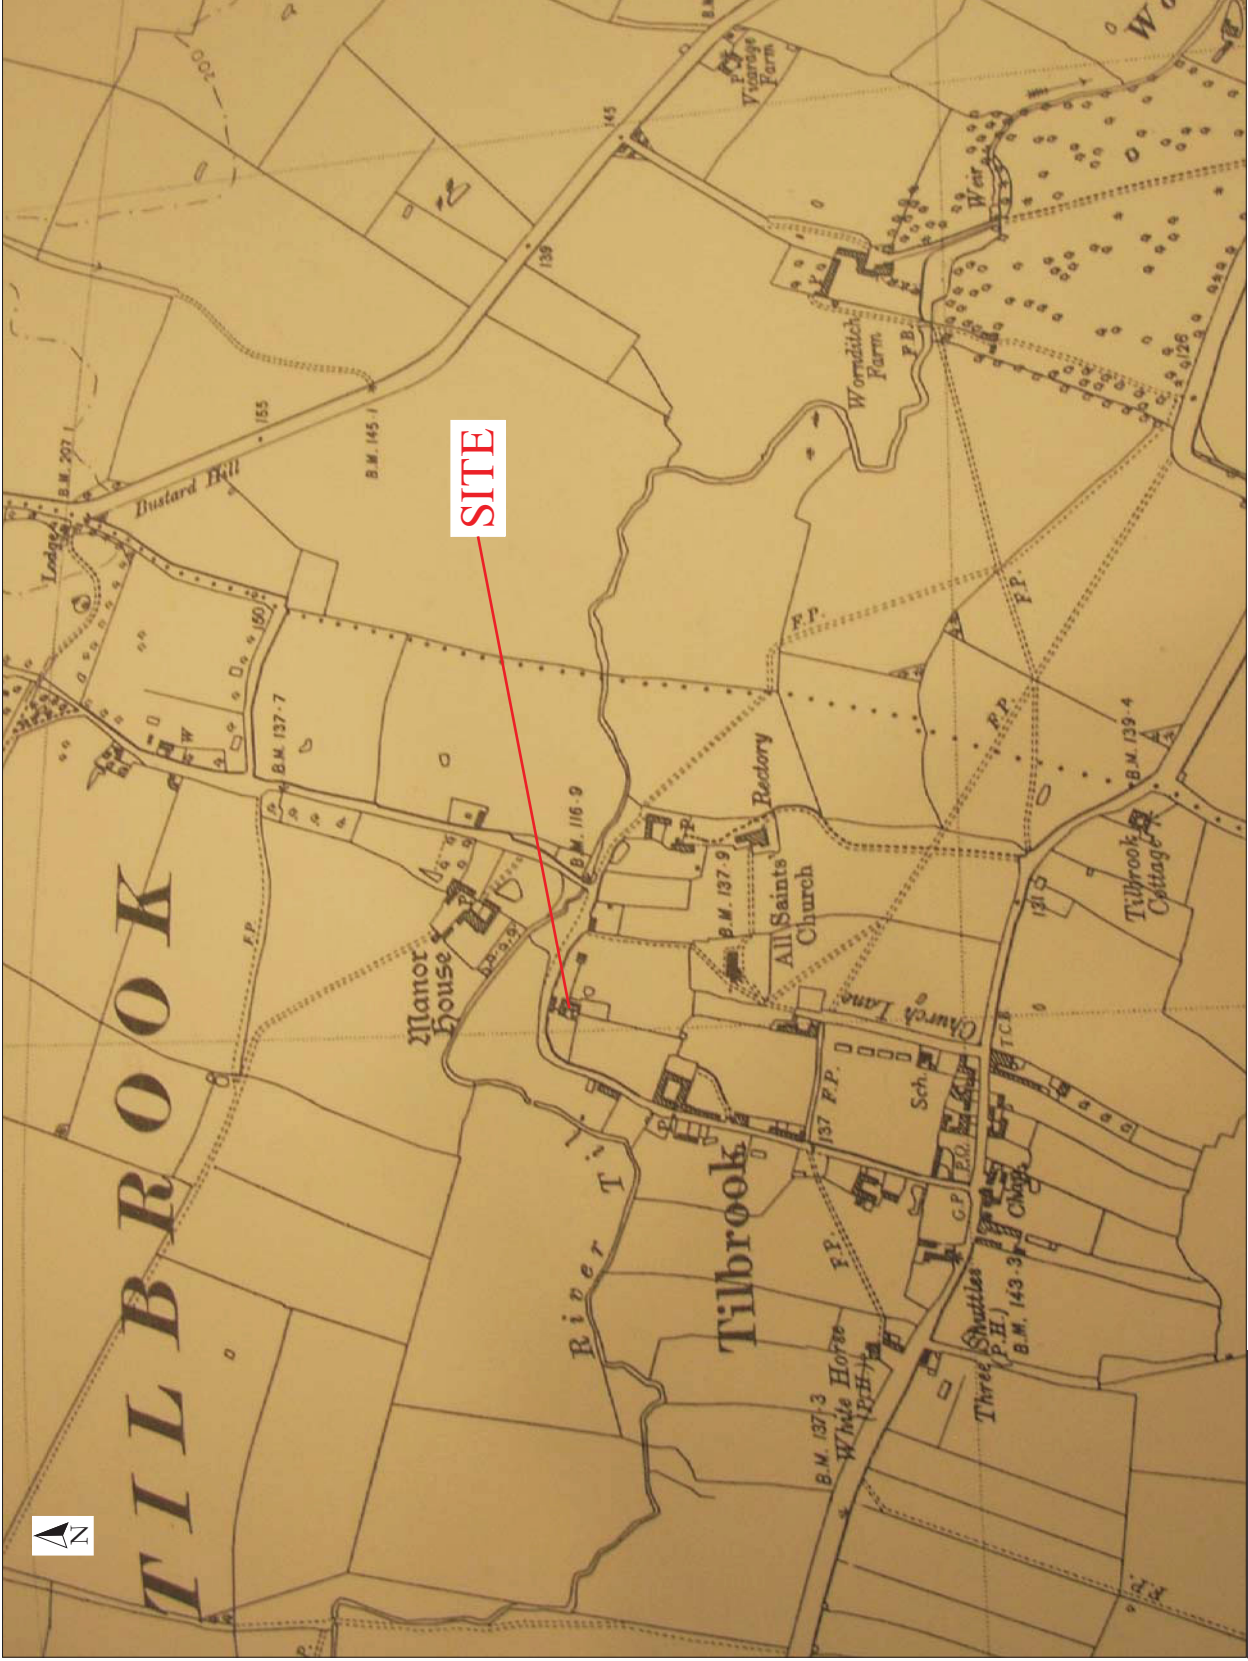 N
TILBROOK
200
Lodge
B.M. 207·1
Bustard Hill
155
B.M. 145·1
150
W
B.M. 137·7
F.P.
Manor
House
SITE
139
145
B.M.
P
Vicarage
Farm
Wo
River Til
B.M. 116·9
P
Rectory
B.M. 137·9
All Saints'
Church
Tilbrook
P
137
F.P.
Church Lane
Sch.
P.O.
G.P.
T.C.B.
Chap.
F.P.
B.M. 137·3
White Horse
(P.H.)
Three Shuttles
(P.H.)
B.M. 143·3
131
Tilbrook
Cottage
B.M. 139·4
F.P.
F.P.
F.P.
Wornditch
Farm
F.B.
P
Weir
126
F.P.
P.